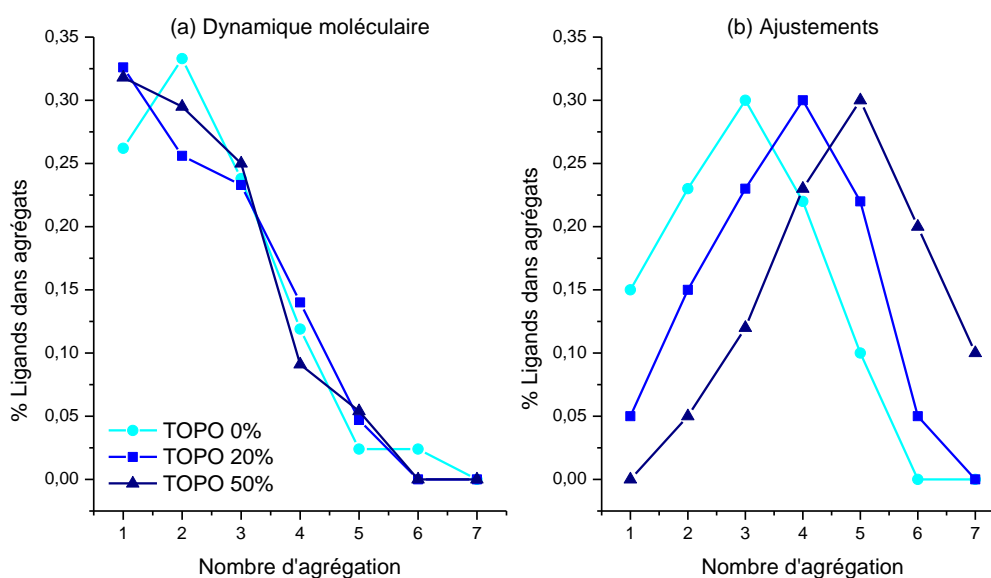 (a) Dynamique moléculaire
0,35
0,30
0,25
0,20
0,15
0,10
0,05
0,00
% Ligands dans agrégats
TOPO 0%
TOPO 20%
TOPO 50%
1 2 3 4 5 6 7
Nombre d'agrégation
(b) Ajustements
0,35
0,30
0,25
0,20
0,15
0,10
0,05
0,00
% Ligands dans agrégats
1 2 3 4 5 6 7
Nombre d'agrégation